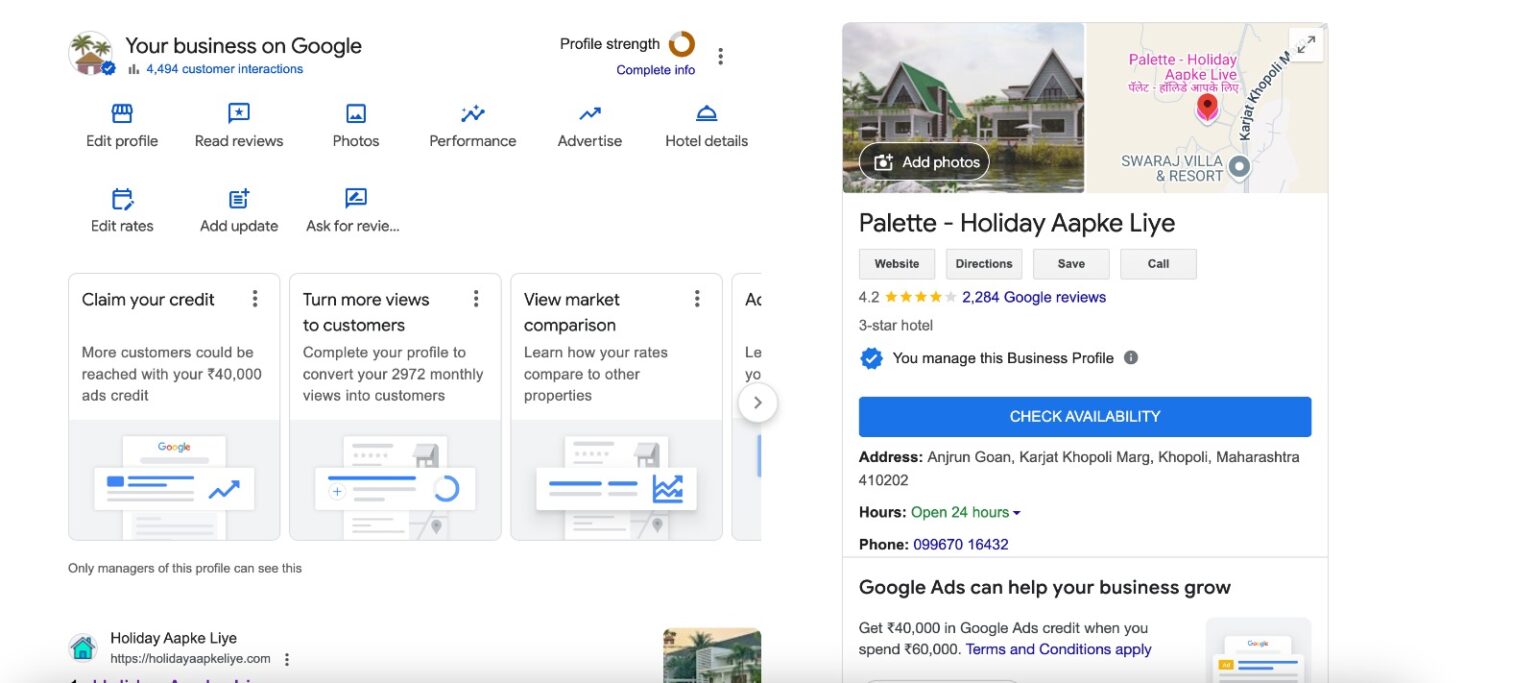 Your business on Google
4,494 customer interactions
Profile strength
Complete info
Edit profile
Read reviews
Photos
Performance
Advertise
Hotel details
Edit rates
Add update
Ask for revie...
Claim your credit
More customers could be
reached with your ₹40,000
ads credit
Google
Turn more views
to customers
Complete your profile to
convert your 2972 monthly
views into customers
View market
comparison
Learn how your rates
compare to other
properties
Only managers of this profile can see this
Holiday Aapke Liye
https://holidayaapkeliye.com
Add photos
Palette - Holiday
Aapke Live
पॅलेट - हॉलिडे आपके लिए
Karjat Khopoli M
SWARAJ VILLA
& RESORT
Palette - Holiday Aapke Liye
Website
Directions
Save
Call
4.2
2,284 Google reviews
3-star hotel
You manage this Business Profile
CHECK AVAILABILITY
Address: Anjrun Goan, Karjat Khopoli Marg, Khopoli, Maharashtra
410202
Hours: Open 24 hours
Phone: 099670 16432
Google Ads can help your business grow
Get ₹40,000 in Google Ads credit when you
spend ₹60,000. Terms and Conditions apply
Google
Ad